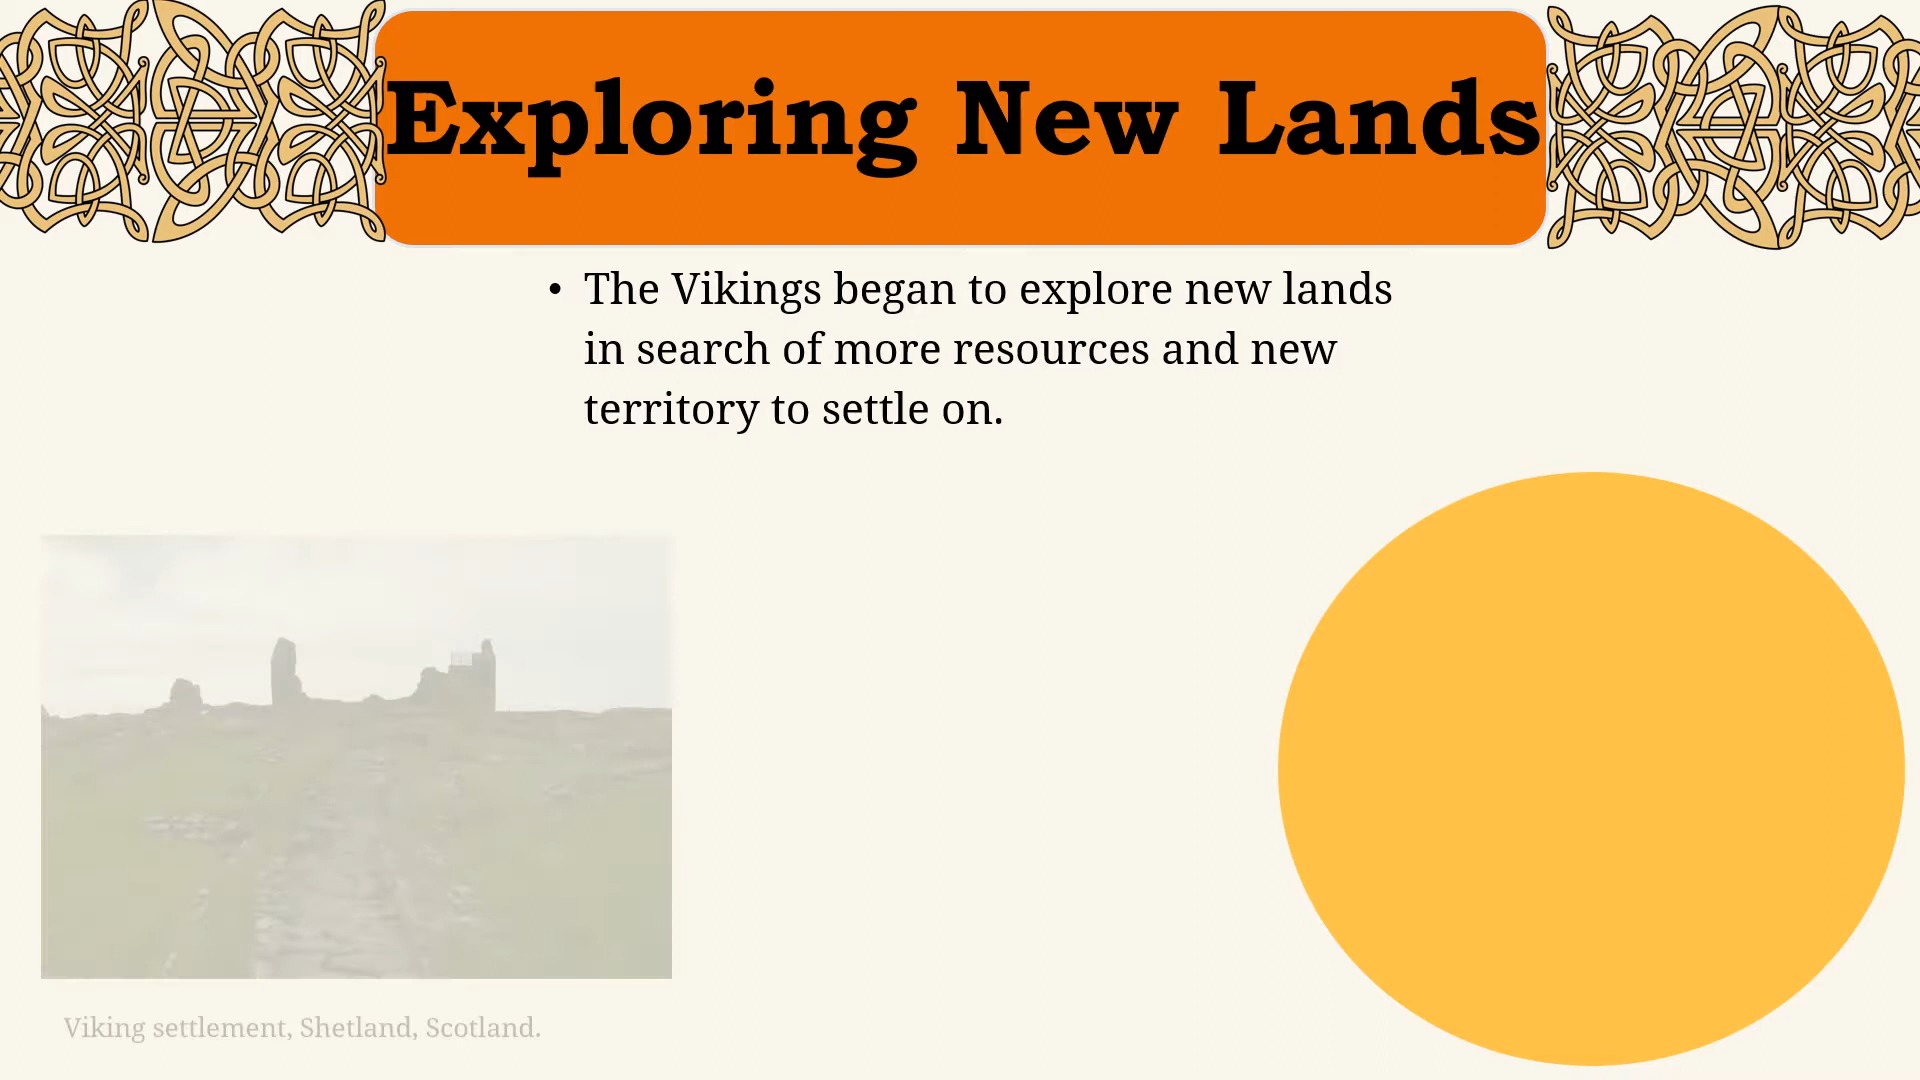 Exploring New Lands
• The Vikings began to explore new lands
in search of more resources and new
territory to settle on.
Viking settlement, Shetland, Scotland.